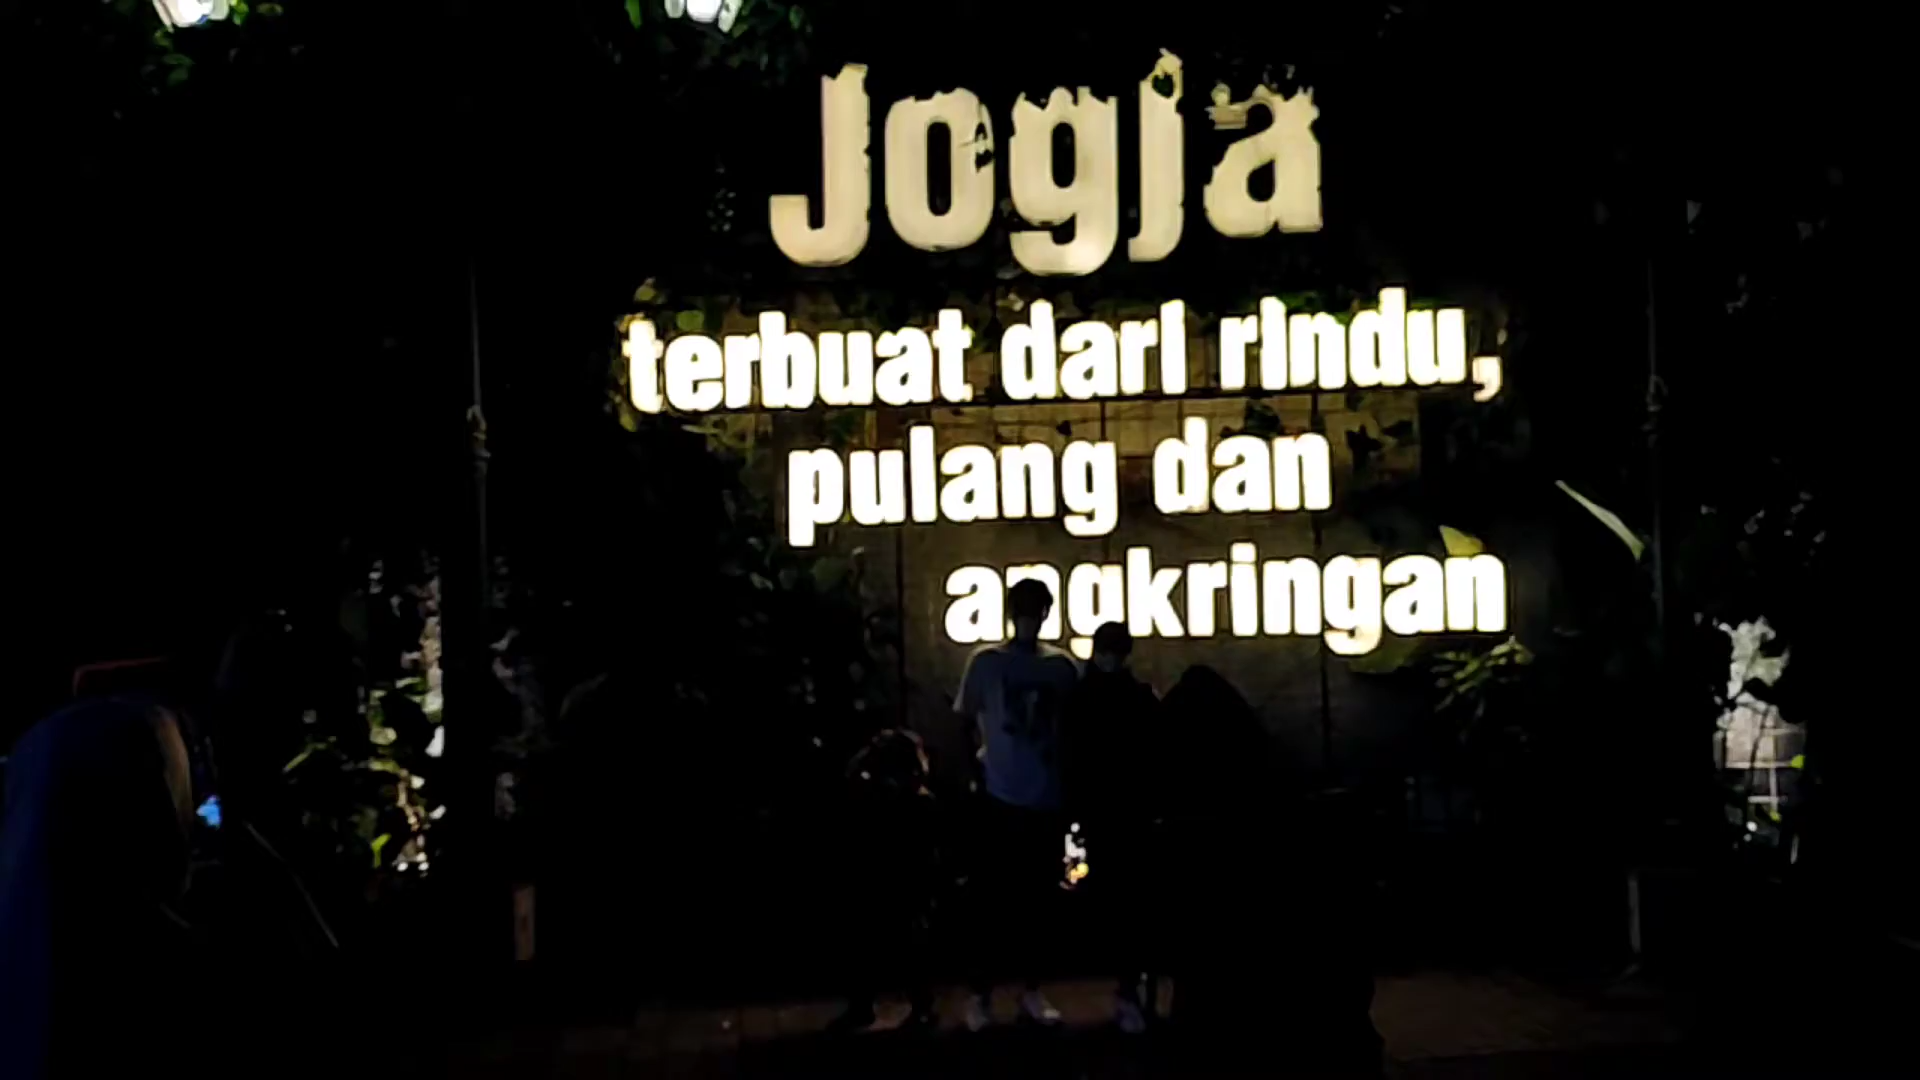 Jogja
terbuat dari rindu,
pulang dan
angkringan